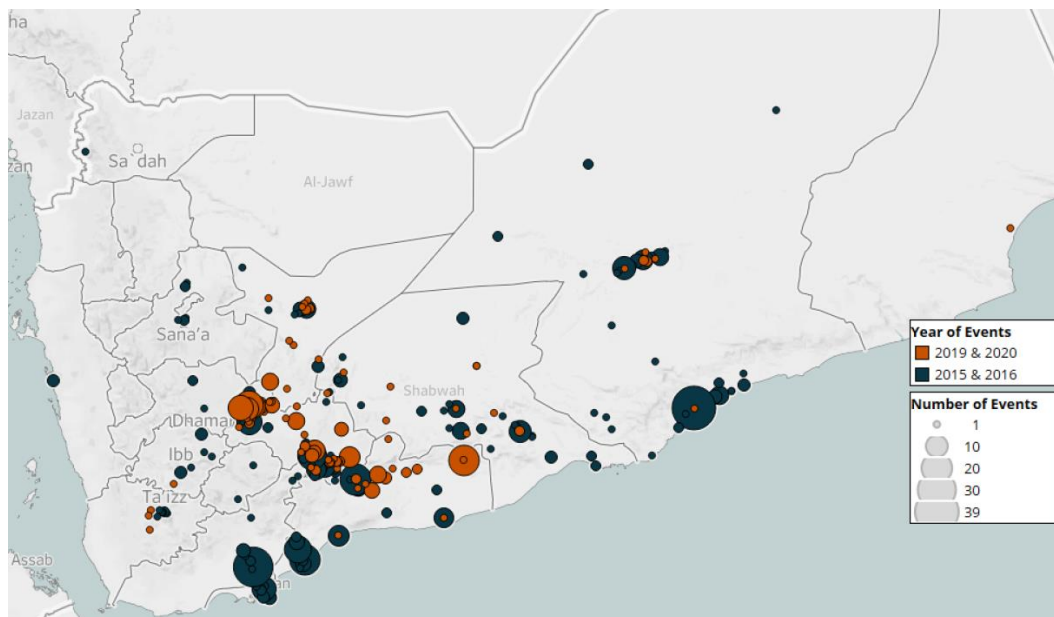 ha
Jazan
zan
Sa`dah
Al-Jawf
Sana'a
Shabwah
Dhamar
Ibb
Ta'izz
Assab
Year of Events
2019 & 2020
2015 & 2016
Number of Events
1
10
20
30
39